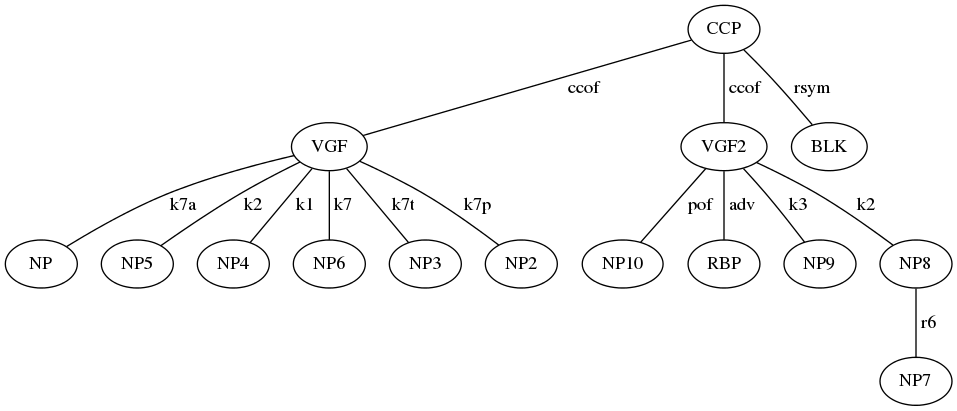 CCP
ccof ccof rsym
VGF VGF2 BLK
k7a k2 k1 k7 k7t k7p pof adv k3 k2
NP NP5 NP4 NP6 NP3 NP2 NP10 RBP NP9 NP8
r6
NP7